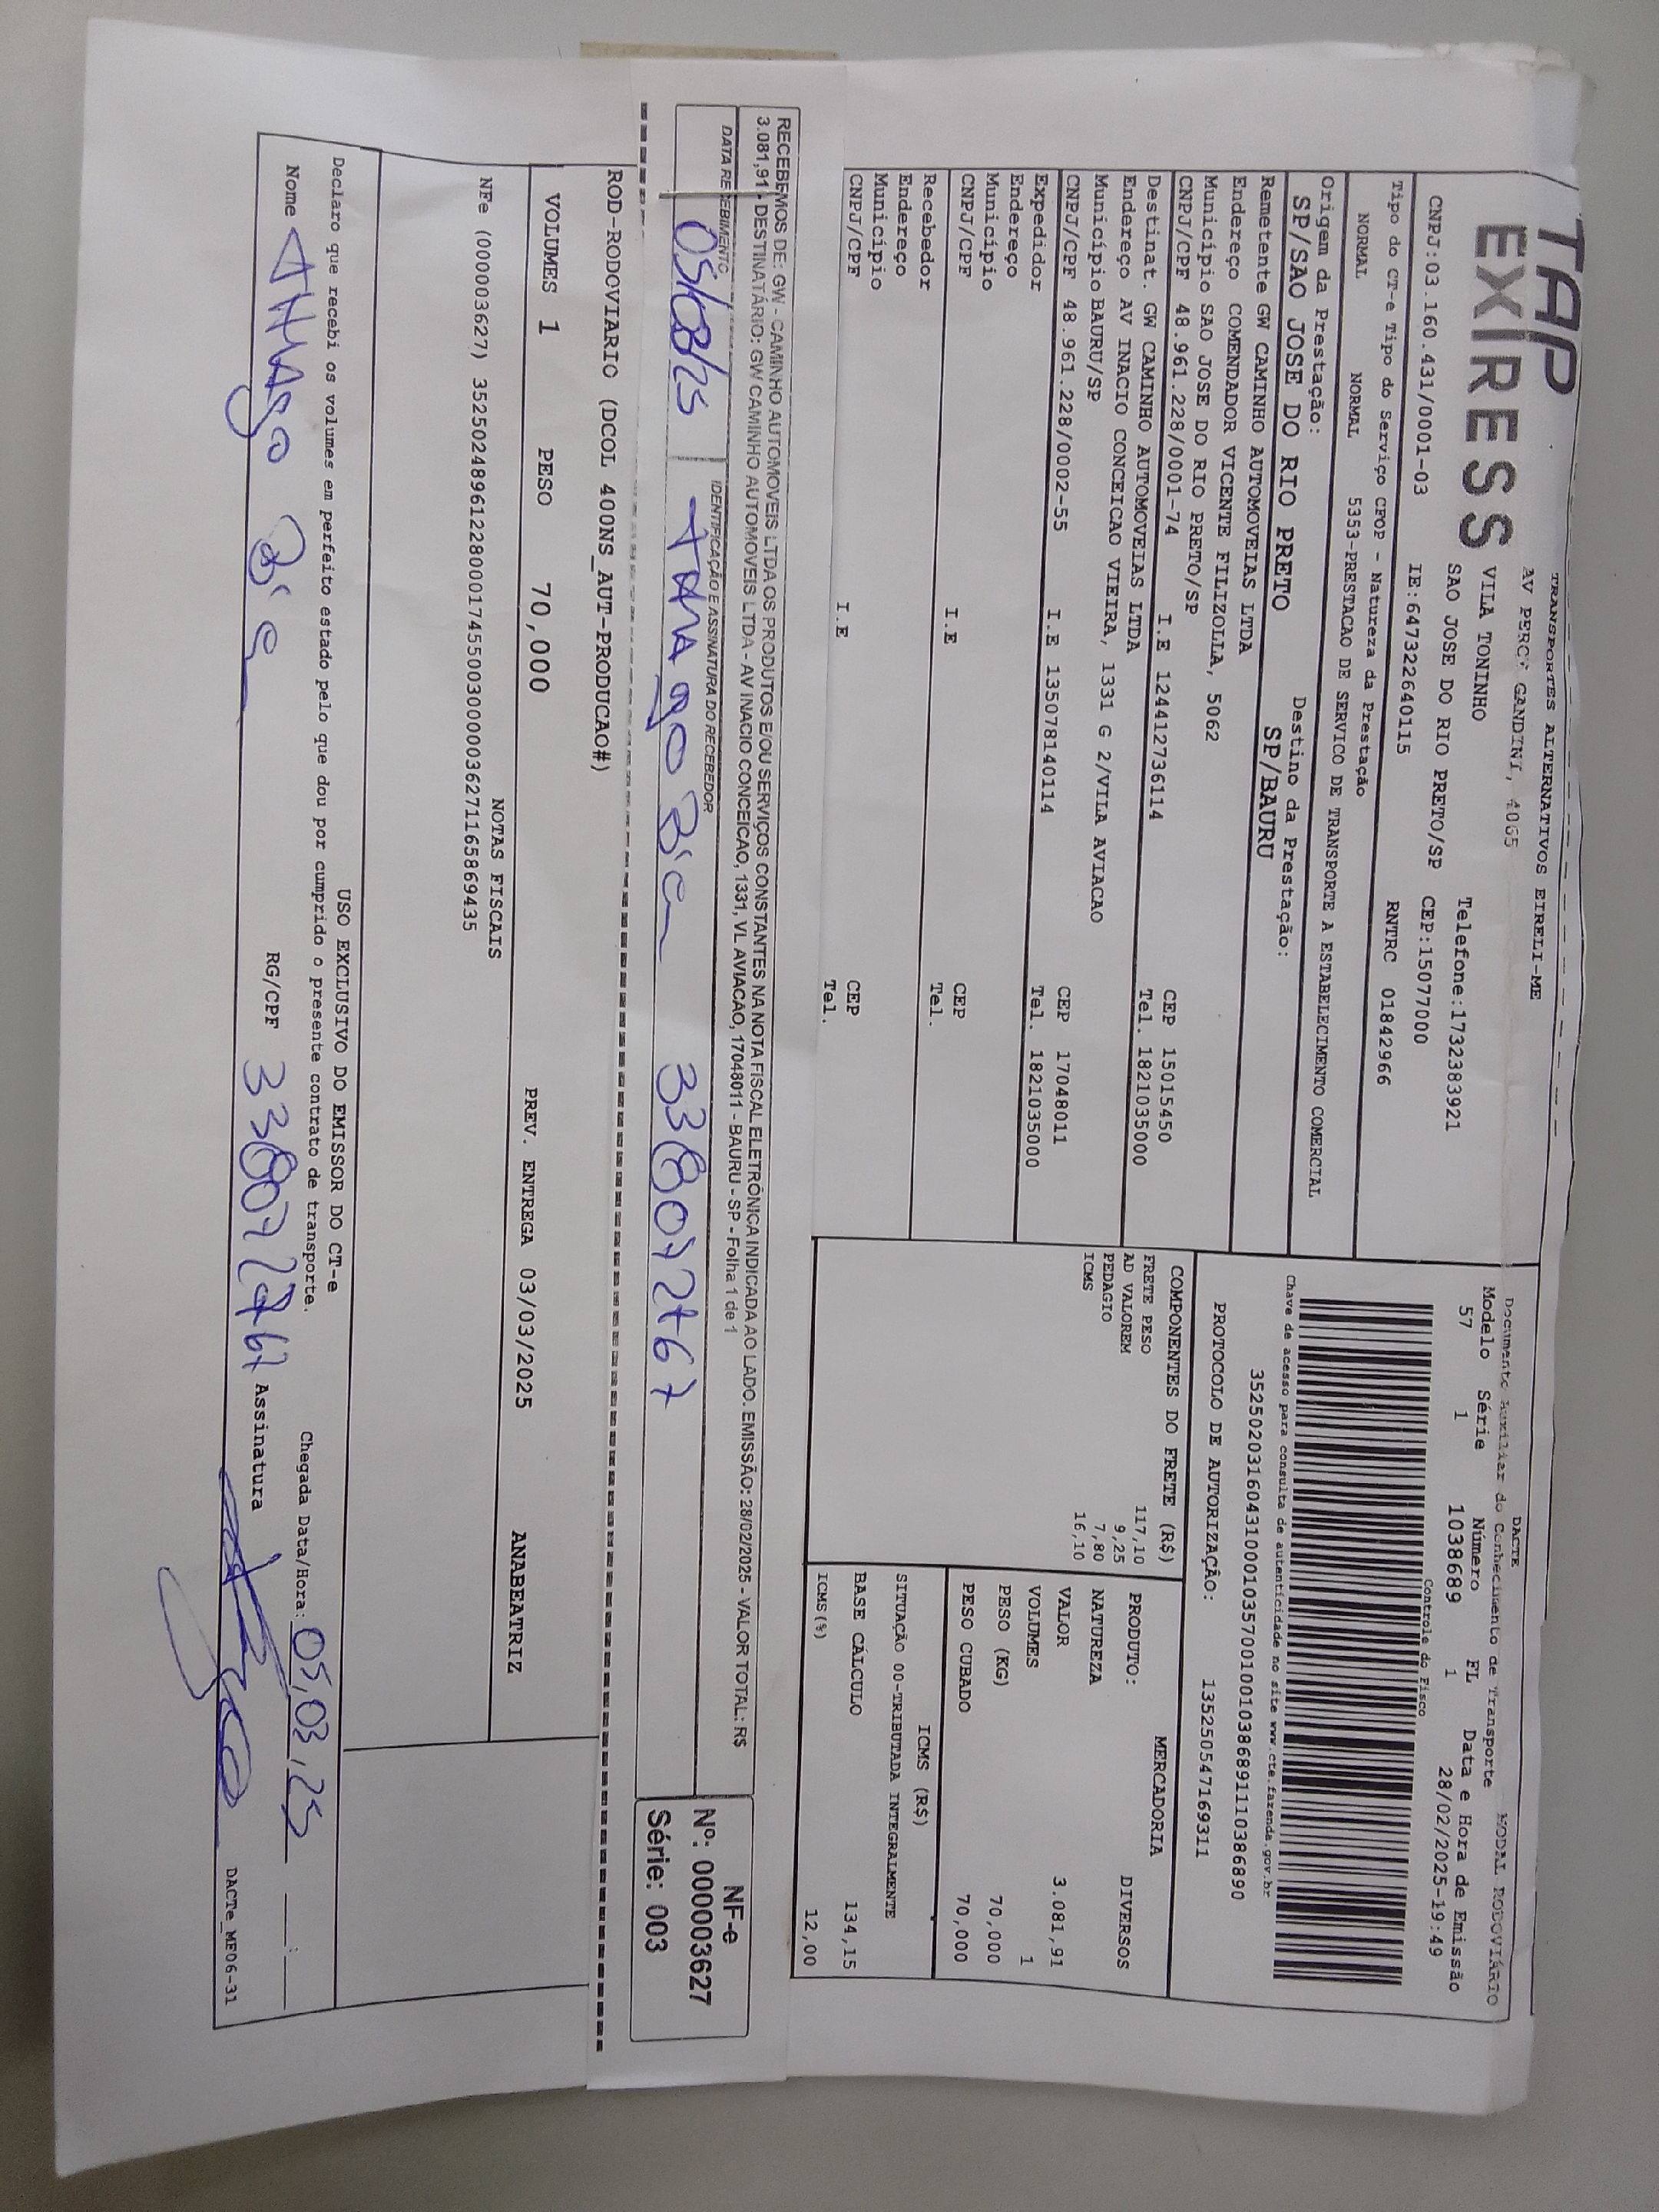 TAP
EXPRESS
TRANSPORTES ALTERNATIVOS EIRELI-ME
AV PERCY GANDINI, 4065
VILA TONINHO
Telefone:1732383921
SAO JOSE DO RIO PRETO/SP CEP:15077000
CNPJ:03.160.431/0001-03 IE:647322640115 RNTRC 01842966
Tipo do CT-e Tipo do Serviço CFOP - Natureza da Prestação
NORMAL NORMAL 5353-PRESTACAO DE SERVICO DE TRANSPORTE A ESTABELECIMENTO COMERCIAL
Origem da Prestação: Destino da Prestação:
SP/SAO JOSE DO RIO PRETO SP/BAURU
DACTE
Documento Auxiliar do Conhecimento de Transporte MODAL RODOVIÁRIO
Modelo Série Número FL Data e Hora de Emissão
57 1 1038689 1 28/02/2025-19:49
Controle do Fisco
Chave de acesso para consulta de autenticidade no site www.cte.fazenda.gov.br
35250203160431000103570010010386891110386890
PROTOCOLO DE AUTORIZAÇÃO: 135250547169311
Remetente GW CAMINHO AUTOMOVEIAS LTDA
Endereço COMENDADOR VICENTE FILIZOLLA, 5062
Município SAO JOSE DO RIO PRETO/SP CEP 15015450
CNPJ/CPF 48.961.228/0001-74 I.E 124412736114 Tel. 1821035000
Destinat. GW CAMINHO AUTOMOVEIAS LTDA
Endereço AV INACIO CONCEICAO VIEIRA, 1331 G 2/VILA AVIACAO
Município BAURU/SP CEP 17048011
CNPJ/CPF 48.961.228/0002-55 I.E 135078140114 Tel. 1821035000
Expedidor
Endereço
Município CEP
CNPJ/CPF I.E Tel.
Recebedor
Endereço
Município CEP
CNPJ/CPF I.E Tel.
COMPONENTES DO FRETE (R$)
FRETE PESO 117,10
AD VALOREM 9,25
PEDAGIO 7,80
ICMS 16,10
MERCADORIA
PRODUTO: DIVERSOS
NATUREZA
VALOR 3.081,91
VOLUMES 1
PESO (KG) 70,000
PESO CUBADO 70,000
ICMS (R$)
SITUAÇÃO 00-TRIBUTADA INTEGRALMENTE
BASE CÁLCULO 134,15
ICMS(%) 12,00
RECEBEMOS DE: GW - CAMINHO AUTOMOVEIS LTDA OS PRODUTOS E/OU SERVIÇOS CONSTANTES NA NOTA FISCAL ELETRÔNICA INDICADA AO LADO. EMISSÃO: 28/02/2025 - VALOR TOTAL: R$
3.081,91 - DESTINATÁRIO: GW CAMINHO AUTOMOVEIS LTDA - AV INACIO CONCEICAO, 1331, VL AVIACAO, 17048011 - BAURU - SP - Folha 1 de 1
DATA RECEBIMENTO IDENTIFICAÇÃO E ASSINATURA DO RECEBEDOR
05/03/25 338072767
NF-e
Nº: 000003627
Série: 003
ROD-RODOVIARIO (DCOL 400NS_AUT-PRODUCAO#)
VOLUMES 1 PESO 70,000 PREV. ENTREGA 03/03/2025 ANABEATRIZ
NOTAS FISCAIS
NFe (000003627) 35250248961228000174550030000036271165869435
USO EXCLUSIVO DO EMISSOR DO CT-e
Declaro que recebi os volumes em perfeito estado pelo que dou por cumprido o presente contrato de transporte. Chegada Data/Hora: 05,03,25 __:__
Nome THIAgo RG/CPF 338072767 Assinatura
DACTe_MF06-31